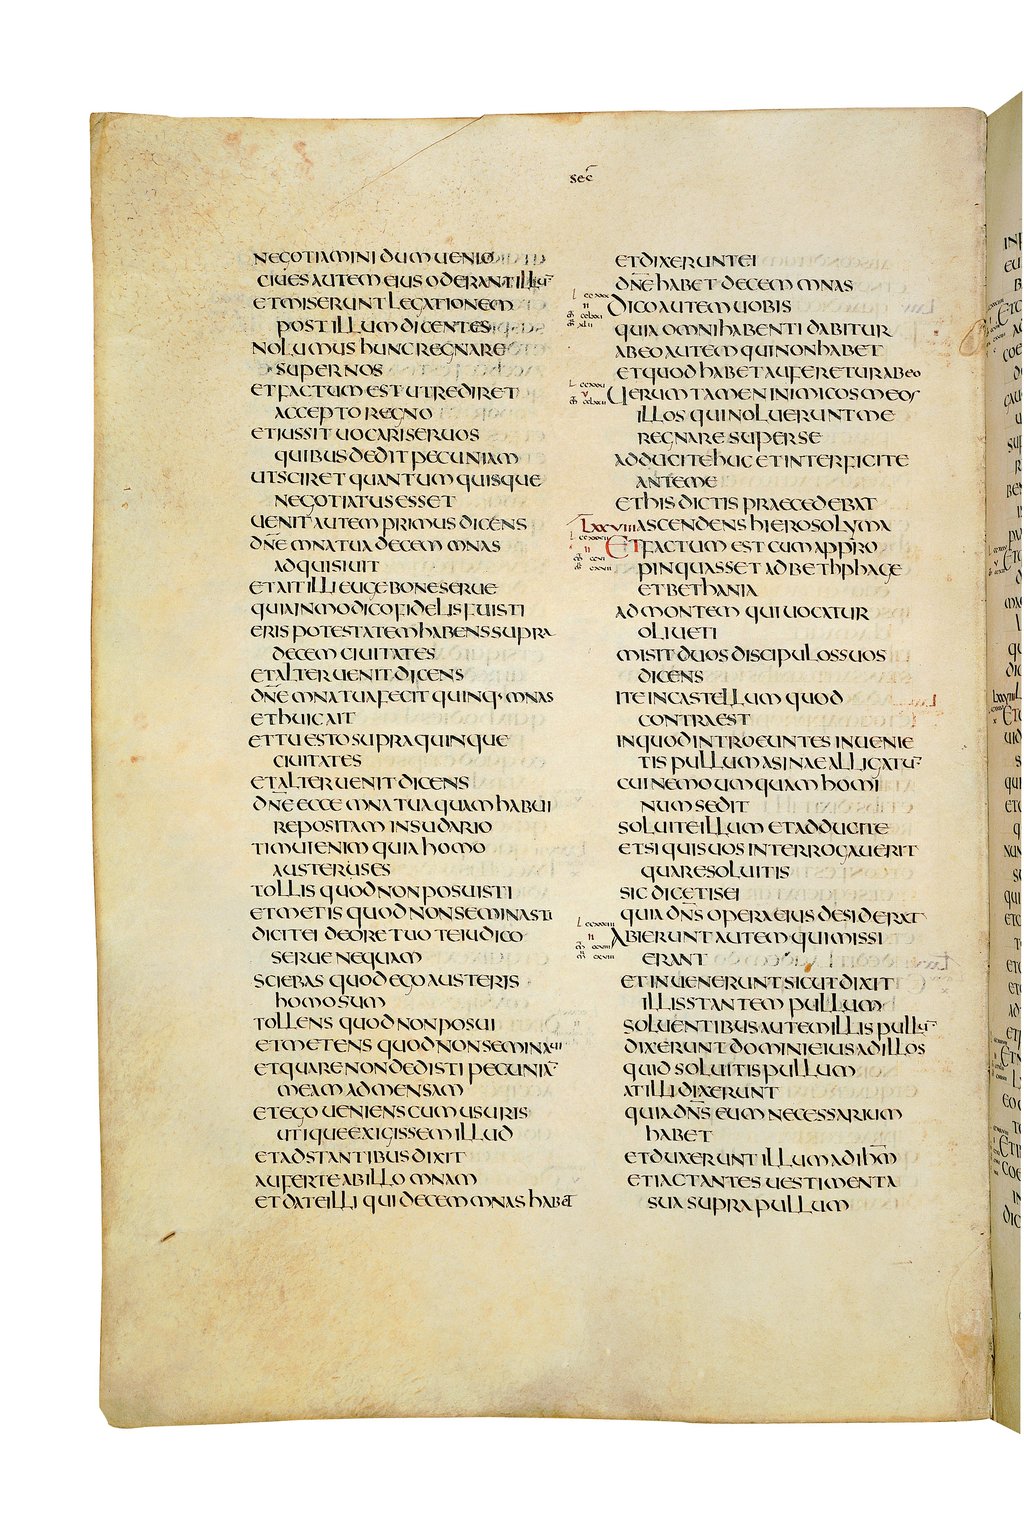 sec̅
NEGOTIAMINI DUM UENIO
CIUES AUTEM EIUS ODERANT ILLU̅
ET MISERUNT LEGATIONEM
POST ILLUM DICENTES
NOLUMUS HUNC REGNARE
SUPER NOS
ET FACTUM EST UT REDIRET
ACCEPTO REGNO
ET IUSSIT UOCARI SERUOS
QUIBUS DEDIT PECUNIAM
UT SCIRET QUANTUM QUISQUE
NEGOTIATUS ESSET
UENIT AUTEM PRIMUS DICENS
DN̅E MNA TUA DECEM MNAS
ADQUISIUIT
ET AIT ILLI EUGE BONE SERUE
QUIA IN MODICO FIDELIS FUISTI
ERIS POTESTATEM HABENS SUPRA
DECEM CIUITATES
ET ALTER UENIT DICENS
DN̅E MNA TUA FECIT QUINQ· MNAS
ET HUIC AIT
ET TU ESTO SUPRA QUINQUE
CIUITATES
ET ALTER UENIT DICENS
DN̅E ECCE MNA TUA QUAM HABUI
REPOSITAM IN SUDARIO
TIMUI ENIM QUIA HOMO
AUSTERUS ES
TOLLIS QUOD NON POSUISTI
ET METIS QUOD NON SEMINASTI
DICIT EI DE ORE TUO TE IUDICO
SERUE NEQUAM
SCIEBAS QUOD EGO AUSTERIS
HOMO SUM
TOLLENS QUOD NON POSUI
ET METENS QUOD NON SEMINAUI
ET QUARE NON DEDISTI PECUNIA̅
MEAM AD MENSAM
ET EGO UENIENS CUM USURIS
UTIQUE EXIGISSEM ILLUD
ET ADSTANTIBUS DIXIT
AUFERTE AB ILLO MNAM
ET DATE ILLI QUI DECEM MNAS HABET
ET DIXERUNT EI
DN̅E HABET DECEM MNAS
DICO AUTEM UOBIS
QUIA OMNI HABENTI DABITUR
AB EO AUTEM QUI NON HABET
ET QUOD HABET AUFERETUR AB EO
UERUM TAMEN INIMICOS MEOS
ILLOS QUI NOLUERUNT ME
REGNARE SUPER SE
ADDUCITE HUC ET INTERFICITE
ANTE ME
ET HIS DICTIS PRAECEDEBAT
LXXVIII ASCENDENS HIEROSOLYMA
ET FACTUM EST CUM APPRO
PINQUASSET AD BETHPHAGE
ET BETHANIA
AD MONTEM QUI UOCATUR
OLIUETI
MISIT DUOS DISCIPULOS SUOS
DICENS
ITE IN CASTELLUM QUOD
CONTRA EST
IN QUOD INTROEUNTES INUENIE
TIS PULLUM ASINAE ALLIGATU̅
CUI NEMO UMQUAM HOMI
NUM SEDIT
SOLUITE ILLUM ET ADDUCITE
ET SI QUIS UOS INTERROGAUERIT
QUARE SOLUITIS
SIC DICETIS EI
QUIA DN̅S OPERA EIUS DESIDERAT
ABIERUNT AUTEM QUI MISSI
ERANT
ET INUENERUNT SICUT DIXIT
ILLIS STANTEM PULLUM
SOLUENTIBUS AUTEM ILLIS PULLU̅
DIXERUNT DOMINI EIUS AD ILLOS
QUID SOLUITIS PULLUM
AT ILLI DIXERUNT
QUIA DN̅S EUM NECESSARIUM
HABET
ET DUXERUNT ILLUM AD IH̅M
ET IACTANTES UESTIMENTA
SUA SUPRA PULLUM